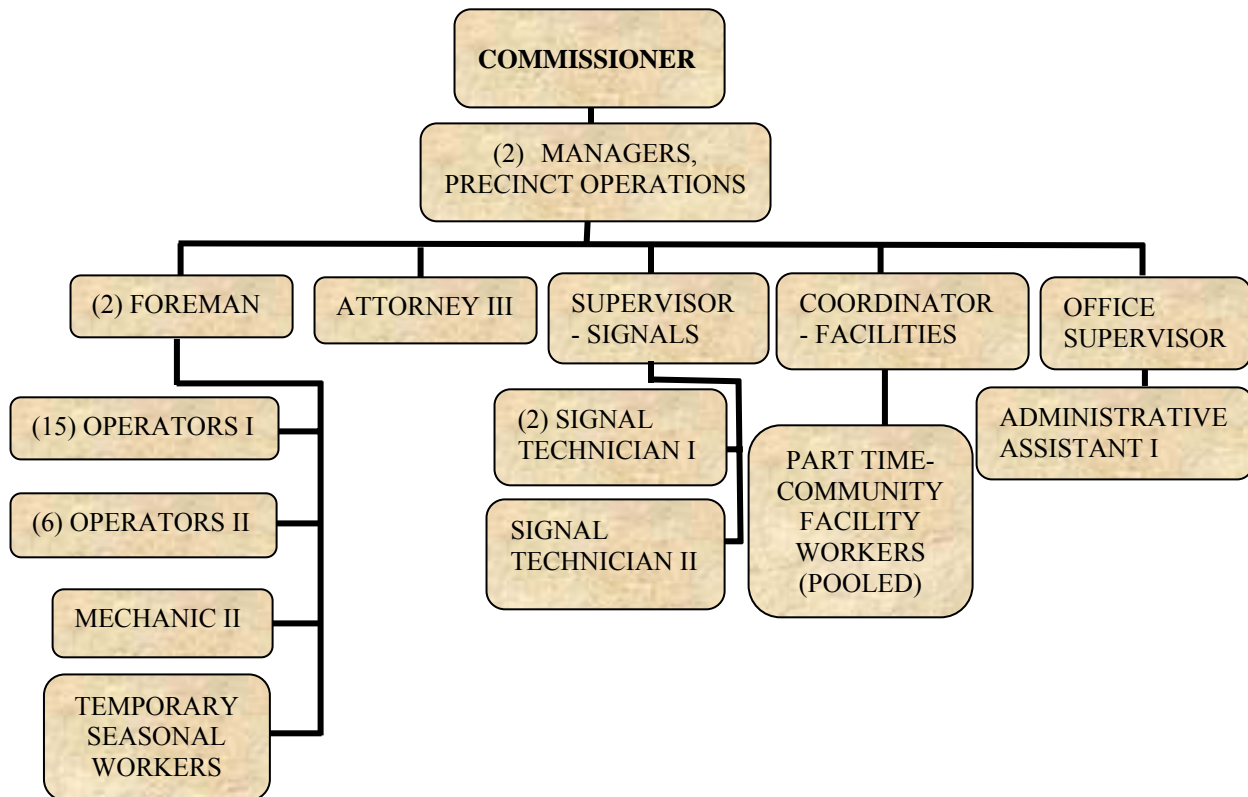 COMMISSIONER
(2) MANAGERS,
PRECINCT OPERATIONS
(2) FOREMAN
ATTORNEY III
SUPERVISOR
- SIGNALS
COORDINATOR
- FACILITIES
OFFICE
SUPERVISOR
(15) OPERATORS I
(6) OPERATORS II
MECHANIC II
TEMPORARY
SEASONAL
WORKERS
(2) SIGNAL
TECHNICIAN I
SIGNAL
TECHNICIAN II
PART TIME-
COMMUNITY
FACILITY
WORKERS
(POOLED)
ADMINISTRATIVE
ASSISTANT I